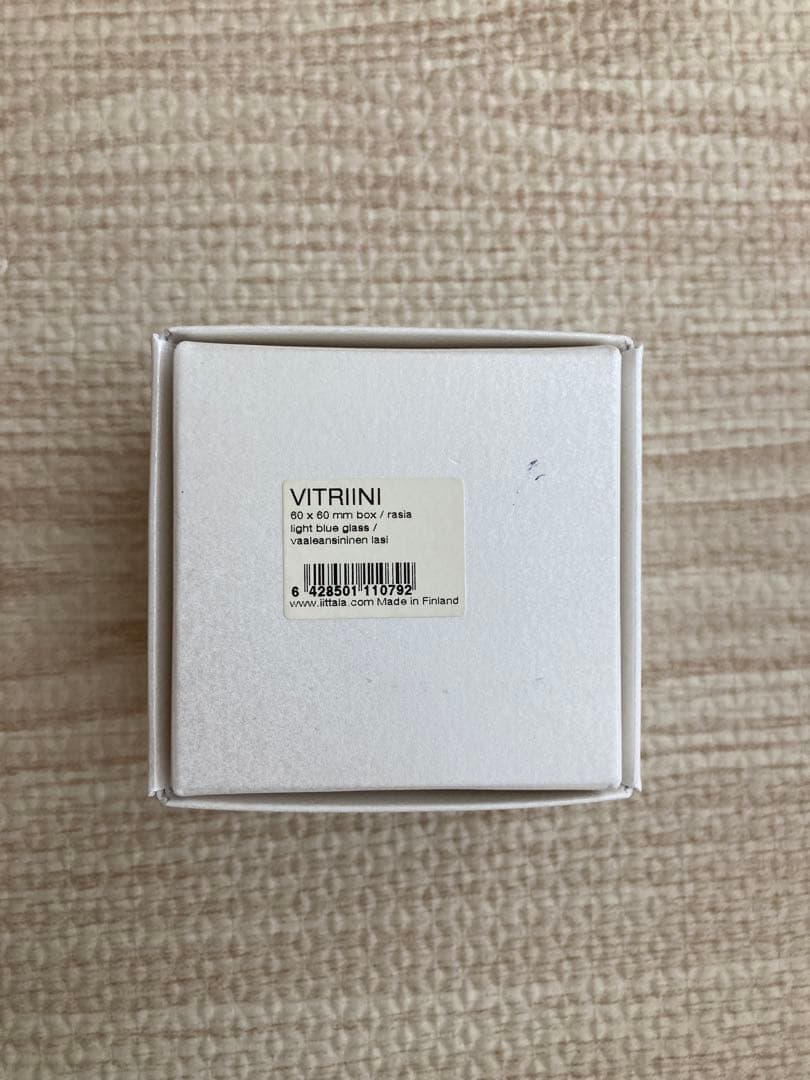 VITRIINI
60 x 60 mm box / rasia
light blue glass /
vaaleansininen lasi
6 428501 110792
www.iittala.com Made in Finland